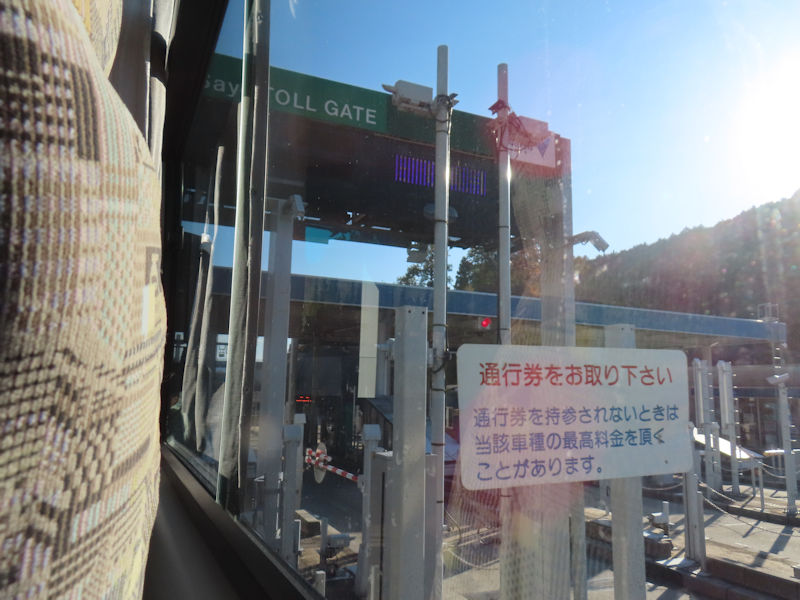 TOLL GATE
通行券をお取り下さい
通行券を持参されないときは
当該車種の最高料金を頂く
ことがあります。